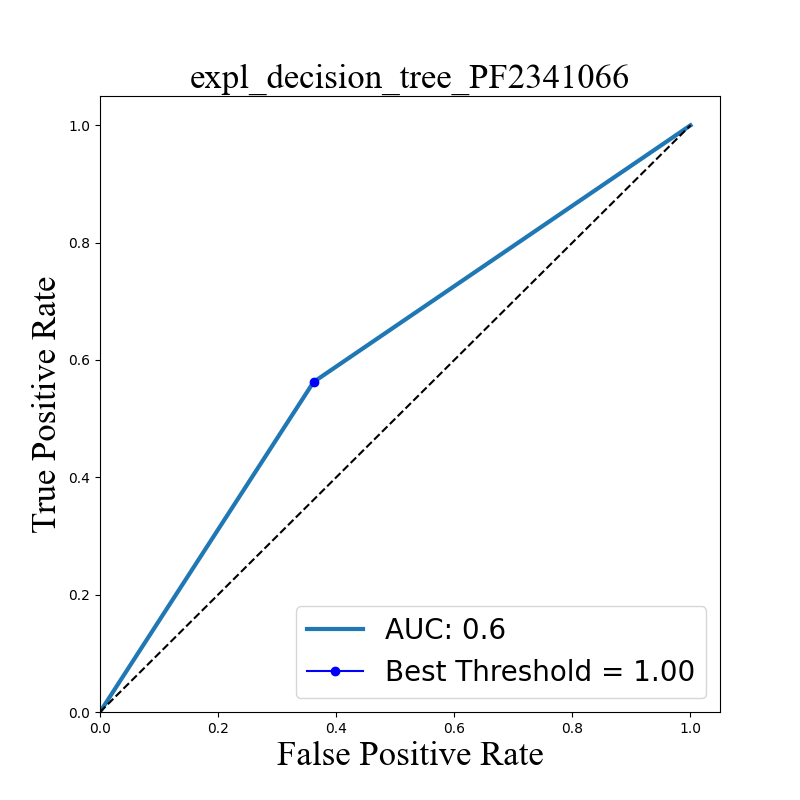 expl_decision_tree_PF2341066
True Positive Rate
1.0
0.8
0.6
0.4
0.2
0.0
AUC: 0.6
Best Threshold = 1.00
0.0 0.2 0.4 0.6 0.8 1.0
False Positive Rate